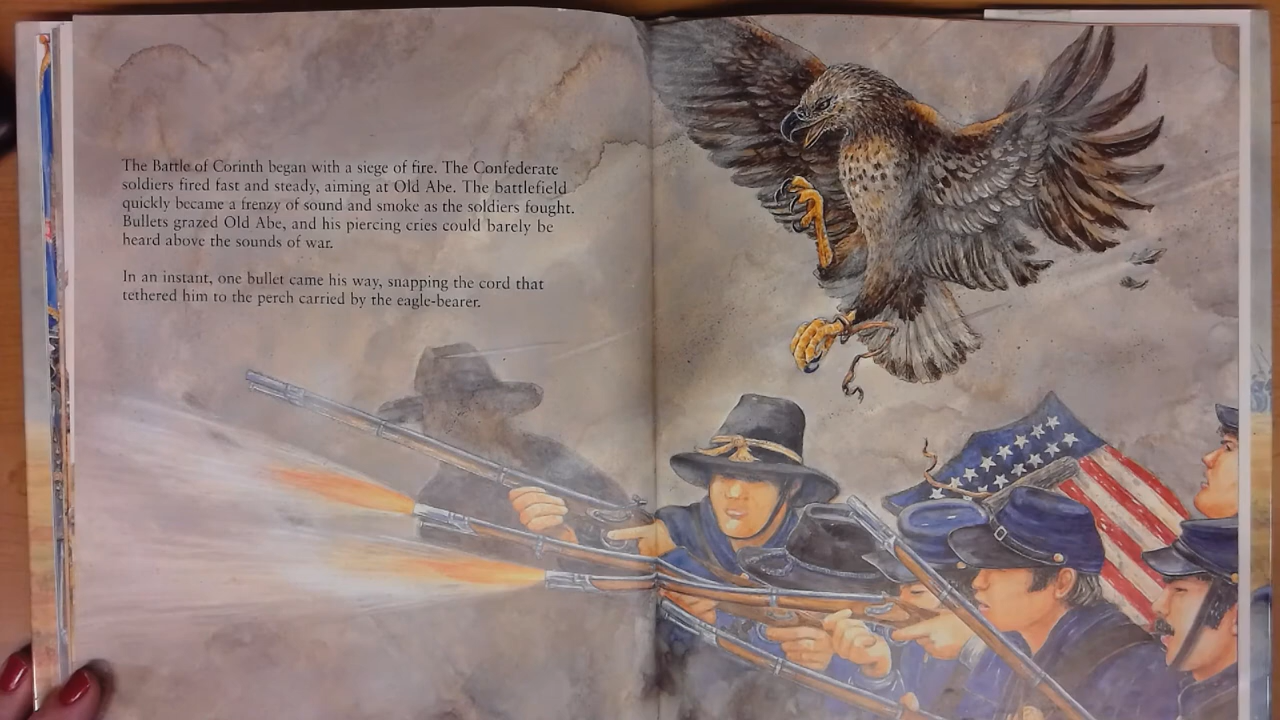 The Battle of Corinth began with a siege of fire. The Confederate
soldiers fired fast and steady, aiming at Old Abe. The battlefield
quickly became a frenzy of sound and smoke as the soldiers fought.
Bullets grazed Old Abe, and his piercing cries could barely be
heard above the sounds of war.
In an instant, one bullet came his way, snapping the cord that
tethered him to the perch carried by the eagle-bearer.